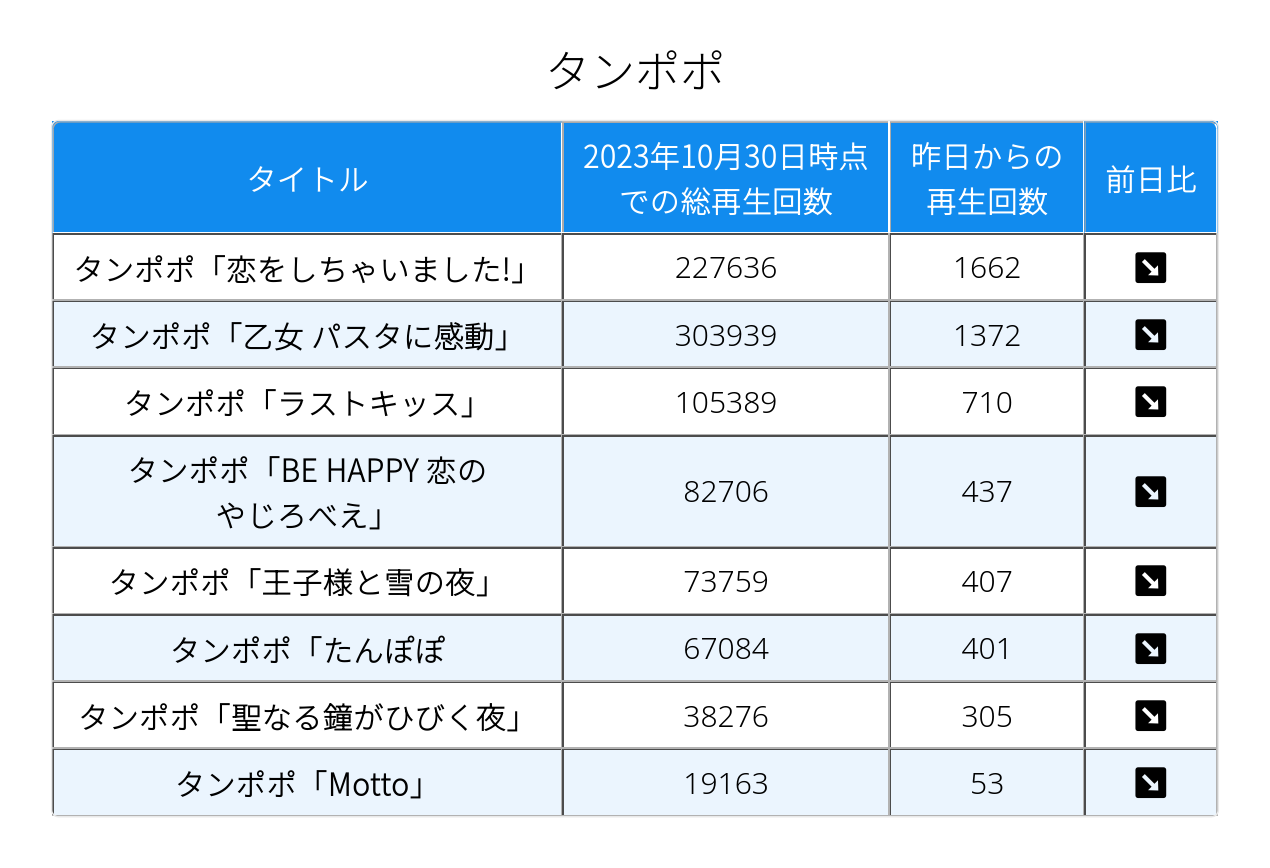 タンポポ
タイトル
2023年10月30日時点
での総再生回数
昨日からの
再生回数
前日比
タンポポ「恋をしちゃいました!」
227636
1662
タンポポ「乙女 パスタに感動」
303939
1372
タンポポ「ラストキッス」
105389
710
タンポポ「BE HAPPY 恋の
やじろべえ」
82706
437
タンポポ「王子様と雪の夜」
73759
407
タンポポ「たんぽぽ
67084
401
タンポポ「聖なる鐘がひびく夜」
38276
305
タンポポ「Motto」
19163
53